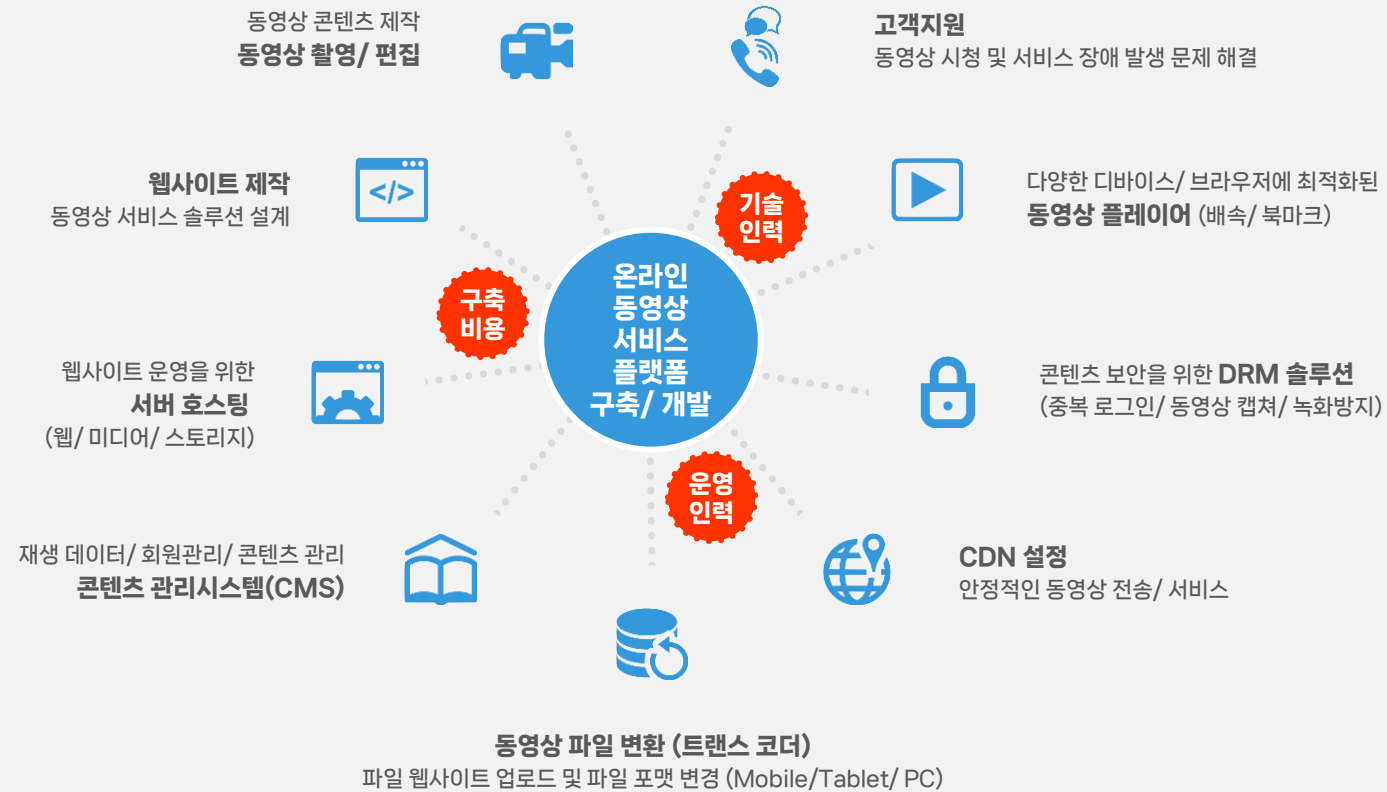 동영상 콘텐츠 제작
동영상 촬영/ 편집
고객지원
동영상 시청 및 서비스 장애 발생 문제 해결
웹사이트 제작
동영상 서비스 솔루션 설계
</>
기술
인력
다양한 디바이스/ 브라우저에 최적화된
동영상 플레이어 (배속/ 북마크)
구축
비용
온라인
동영상
서비스
플랫폼
구축/ 개발
웹사이트 운영을 위한
서버 호스팅
(웹/ 미디어/ 스토리지)
콘텐츠 보안을 위한 DRM 솔루션
(중복 로그인/ 동영상 캡쳐/ 녹화방지)
운영
인력
재생 데이터/ 회원관리/ 콘텐츠 관리
콘텐츠 관리시스템(CMS)
CDN 설정
안정적인 동영상 전송/ 서비스
동영상 파일 변환 (트랜스 코더)
파일 웹사이트 업로드 및 파일 포맷 변경 (Mobile/Tablet/ PC)